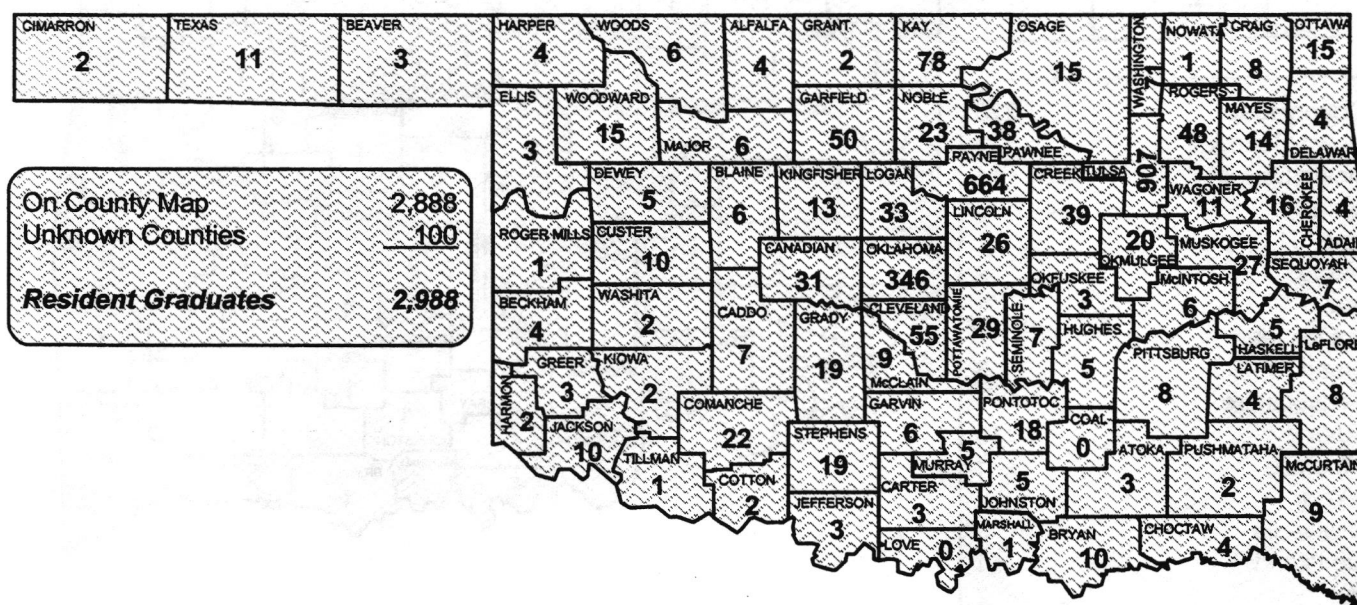 CIMARRON
2
TEXAS
11
BEAVER
3
HARPER
4
WOODS
6
ALFALFA
4
GRANT
2
KAY
78
OSAGE
15
WASHINGTON
NOWATA
1
CRAIG
8
OTTAWA
15
ELLIS
3
WOODWARD
15
MAJOR
6
GARFIELD
50
NOBLE
23
38
PAWNEE
ROGERS
48
MAYES
14
4
DELAWAR
On County Map 2,888
Unknown Counties 100
Resident Graduates 2,988
DEWEY
5
BLAINE
6
KINGFISHER
13
LOGAN
33
PAYNE
664
CREEK
39
TULSA
907
WAGONER
11
CHEROKEE
16
4
ADAI
ROGER MILLS
1
CUSTER
10
CANADIAN
31
OKLAHOMA
346
LINCOLN
26
20
OKMULGEE
MUSKOGEE
27
SEQUOYAH
7
BECKHAM
4
WASHITA
2
CADDO
7
GRADY
19
CLEVELAND
55
9
McCLAIN
POTTAWATOMIE
29
SEMINOLE
7
OKFUSKEE
3
HUGHES
5
McINTOSH
6
5
HASKELL
LeFLOR
8
GREER
3
KIOWA
2
HARMON
2
JACKSON
10
COMANCHE
22
STEPHENS
19
GARVIN
6
5
MURRAY
PONTOTOC
18
COAL
0
PITTSBURG
8
LATIMER
4
TILLMAN
1
COTTON
2
JEFFERSON
3
CARTER
3
LOVE
0
5
JOHNSTON
MARSHALL
1
ATOKA
3
PUSHMATAHA
2
BRYAN
10
CHOCTAW
4
McCURTAIN
9